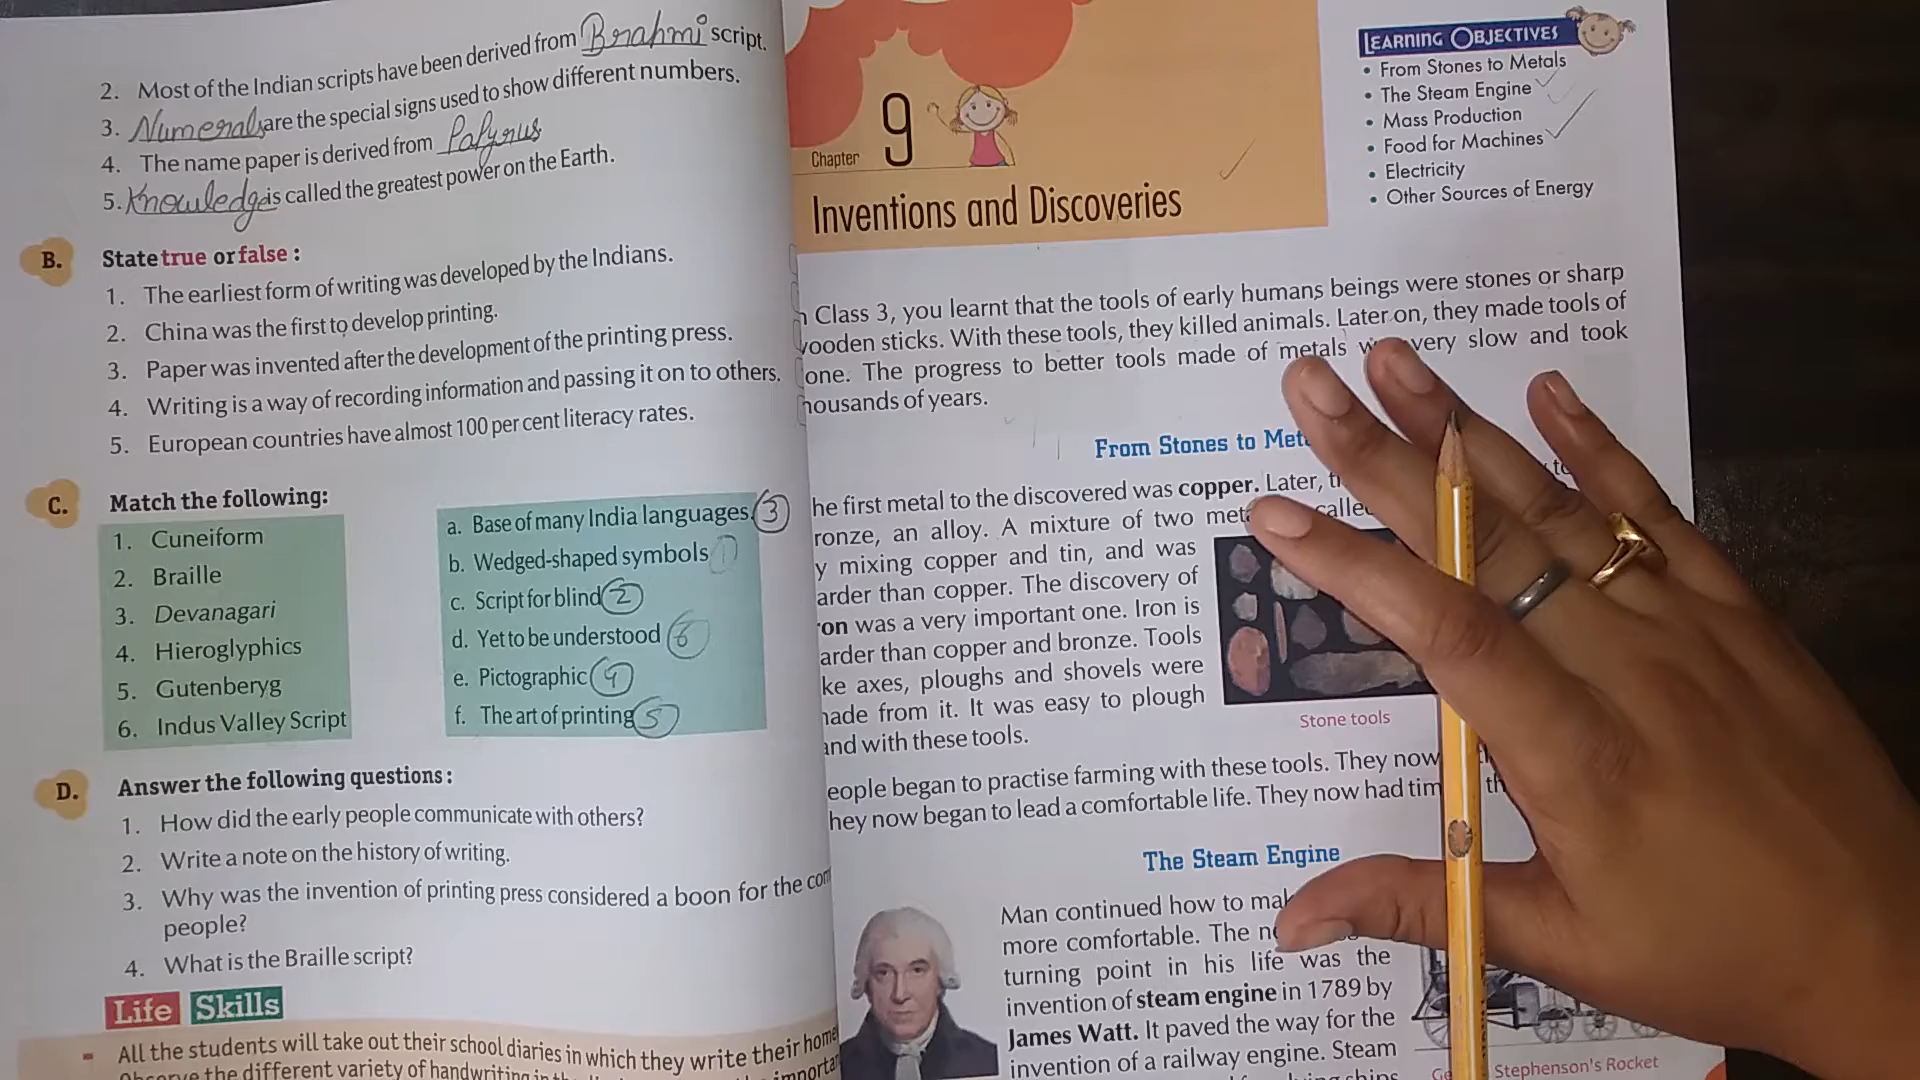 2. Most of the Indian scripts have been derived from Brahmi script.
3. Numerals are the special signs used to show different numbers.
4. The name paper is derived from Papyrus
5. Knowledge is called the greatest power on the Earth.
B. State true or false :
1. The earliest form of writing was developed by the Indians.
2. China was the first to develop printing.
3. Paper was invented after the development of the printing press.
4. Writing is a way of recording information and passing it on to others.
5. European countries have almost 100 per cent literacy rates.
C. Match the following:
1. Cuneiform
2. Braille
3. Devanagari
4. Hieroglyphics
5. Gutenberyg
6. Indus Valley Script
a. Base of many India languages. 3
b. Wedged-shaped symbols 1
c. Script for blind 2
d. Yet to be understood 6
e. Pictographic 4
f. The art of printing 5
D. Answer the following questions :
1. How did the early people communicate with others?
2. Write a note on the history of writing.
3. Why was the invention of printing press considered a boon for the com
people?
4. What is the Braille script?
Life Skills
All the students will take out their school diaries in which they write their home
the different variety of handwriting
Chapter 9
Inventions and Discoveries
LEARNING OBJECTIVES
• From Stones to Metals
• The Steam Engine
• Mass Production
• Food for Machines
• Electricity
• Other Sources of Energy
n Class 3, you learnt that the tools of early humans beings were stones or sharp
wooden sticks. With these tools, they killed animals. Later on, they made tools of
one. The progress to better tools made of metals very slow and took
housands of years.
From Stones to Met
he first metal to the discovered was copper. Later, t
ronze, an alloy. A mixture of two met calle
y mixing copper and tin, and was
arder than copper. The discovery of
ron was a very important one. Iron is
arder than copper and bronze. Tools
ke axes, ploughs and shovels were
made from it. It was easy to plough
and with these tools.
Stone tools
eople began to practise farming with these tools. They now
hey now began to lead a comfortable life. They now had tim th
The Steam Engine
Man continued how to mak
more comfortable. The ne
turning point in his life was the
invention of steam engine in 1789 by
James Watt. It paved the way for the
invention of a railway engine. Steam
Stephenson's Rocket